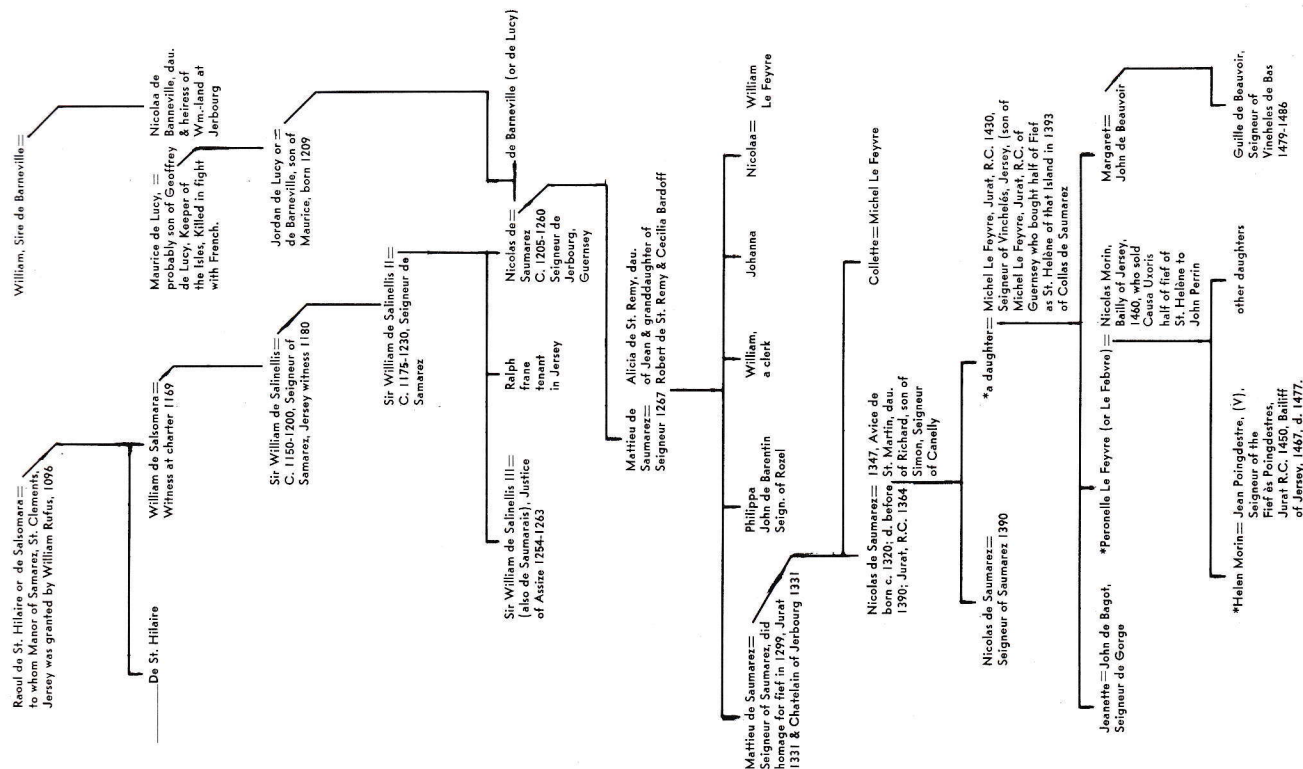 William, Sire de Barneville=
Raoul de St. Hilaire or de Salsomara=
to whom Manor of Samarez, St. Clements,
Jersey was granted by William Rufus, 1096
De St. Hilaire
William de Salsomara=
Witness at charter 1169
Maurice de Lucy, =
probably son of Geoffrey
de Lucy, Keeper of
the Isles, Killed in fight
with French.
Nicolaa de
Banneville, dau.
& heiress of
Wm.-land at
Jerbourg
Sir William de Salinellis=
C. 1150-1200, Seigneur of
Samarez, Jersey witness 1180
Jordan de Lucy or=
de Barneville, son of
Maurice, born 1209
Sir William de Salinellis II=
C. 1175-1230, Seigneur de
Samarez
Sir William de Salinellis III=
(also de Saumarais), Justice
of Assize 1254-1263
Ralph
frane
tenant
in Jersey
Nicolas de=
Saumarez
C. 1205-1260
Seigneur de
Jerbourg,
Guernsey
de Barneville (or de Lucy)
Mattieu de
Saumarez=
Seigneur 1267
Alicia de St. Remy, dau.
of Jean & granddaughter of
Robert de St. Remy & Cecilia Bardoff
Mattieu de Saumarez=
Seigneur of Saumarez, did
homage for fief in 1299, Jurat
1331 & Chatelain of Jerbourg 1331
Philippa
John de Barentin
Seign. of Rozel
William,
a clerk
Johanna
Nicolaa=
William
Le Feyvre
Nicolas de Saumarez=
born c. 1320; d. before
1390; Jurat, R.C. 1364
1347, Avice de
St. Martin, dau.
of Richard, son of
Simon, Seigneur
of Canelly
Collette=Michel Le Feyvre
Nicolas de Saumarez=
Seigneur of Saumarez 1390
*a daughter=
Michel Le Feyvre, Jurat, R.C. 1430,
Seigneur of Vinchelés, Jersey, (son of
Michel Le Feyvre, Jurat, R.C. of
Guernsey who bought half of Fief
as St. Helène of that Island in 1393
of Collas de Saumarez
Jeanette=John de Bagot,
Seigneur de Gorge
*Peronelle Le Feyvre (or Le Febvre)=
Nicolas Morin,
Bailly of Jersey,
1460, who sold
Causa Uxoris
half of fief of
St. Helène to
John Perrin
Margaret=
John de Beauvoir
*Helen Morin=
Jean Poingdestre, (V),
Seigneur of the
Fief ès Poingdestres,
Jurat R.C. 1450, Bailiff
of Jersey, 1467, d. 1477.
other daughters
Guille de Beauvoir,
Seigneur of
Vincheles de Bas
1479-1486